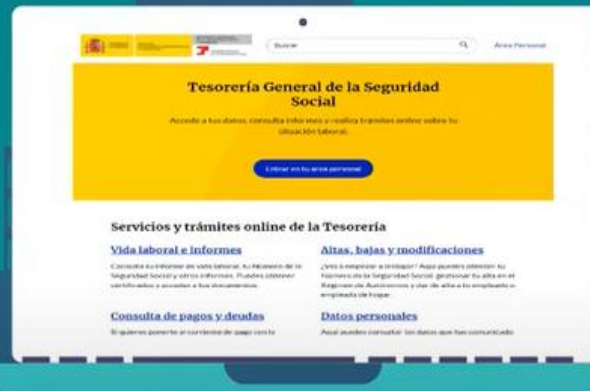 Buscar
Área Personal
Tesorería General de la Seguridad
Social
Accede a tus datos, consulta informes y realiza trámites online sobre tu
situación laboral.
Entrar en tu área personal
Servicios y trámites online de la Tesorería
Vida laboral e informes
Altas, bajas y modificaciones
Consulta tu informe de vida laboral, tu Número de la
Seguridad Social y otros informes. Puedes obtener
certificados y acceder a tus documentos.
¿Vas a empezar a trabajar? Aquí puedes obtener tu
Número de la Seguridad Social, gestionar tu alta en el
Régimen de Autónomos y dar de alta a tu empleado o
empleada de hogar.
Consulta de pagos y deudas
Datos personales
Si quieres ponerte al corriente de pago con la
Aquí puedes consultar los datos que has comunicado